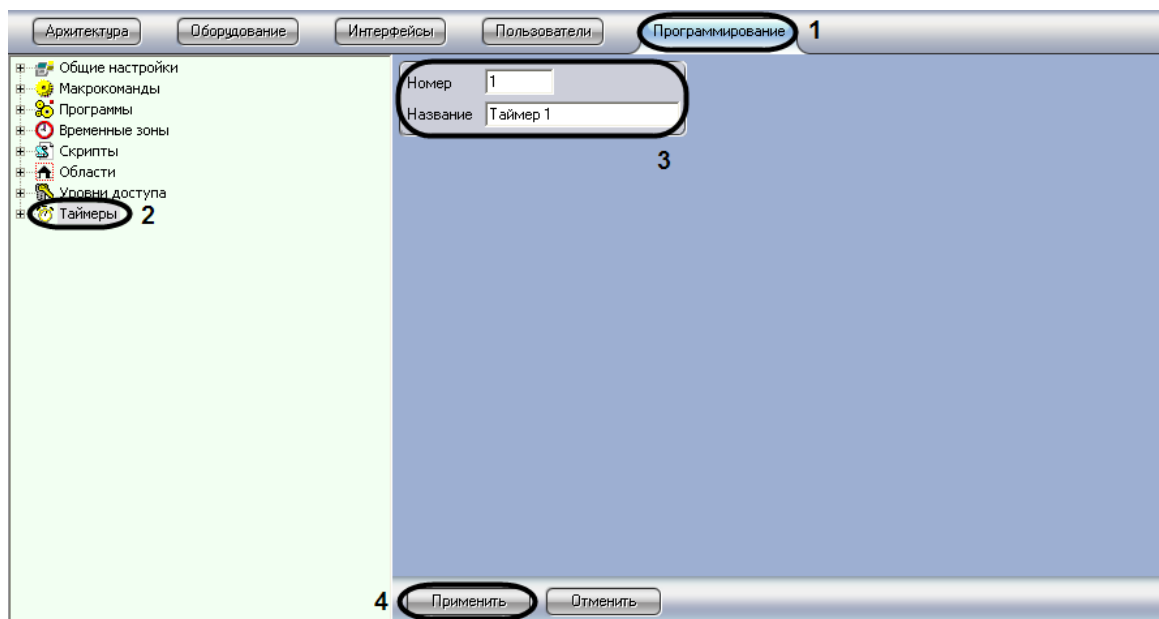 Архитектура Оборудование Интерфейсы Пользователи Программирование 1
Общие настройки
Макрокоманды
Программы
Временные зоны
Скрипты
Области
Уровни доступа
Таймеры 2
Номер 1
Название Таймер 1
3
4 Применить Отменить